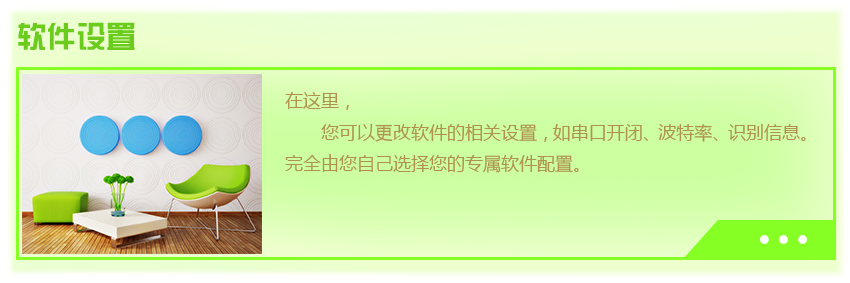 软件设置
在这里，
您可以更改软件的相关设置，如串口开闭、波特率、识别信息。
完全由您自己选择您的专属软件配置。